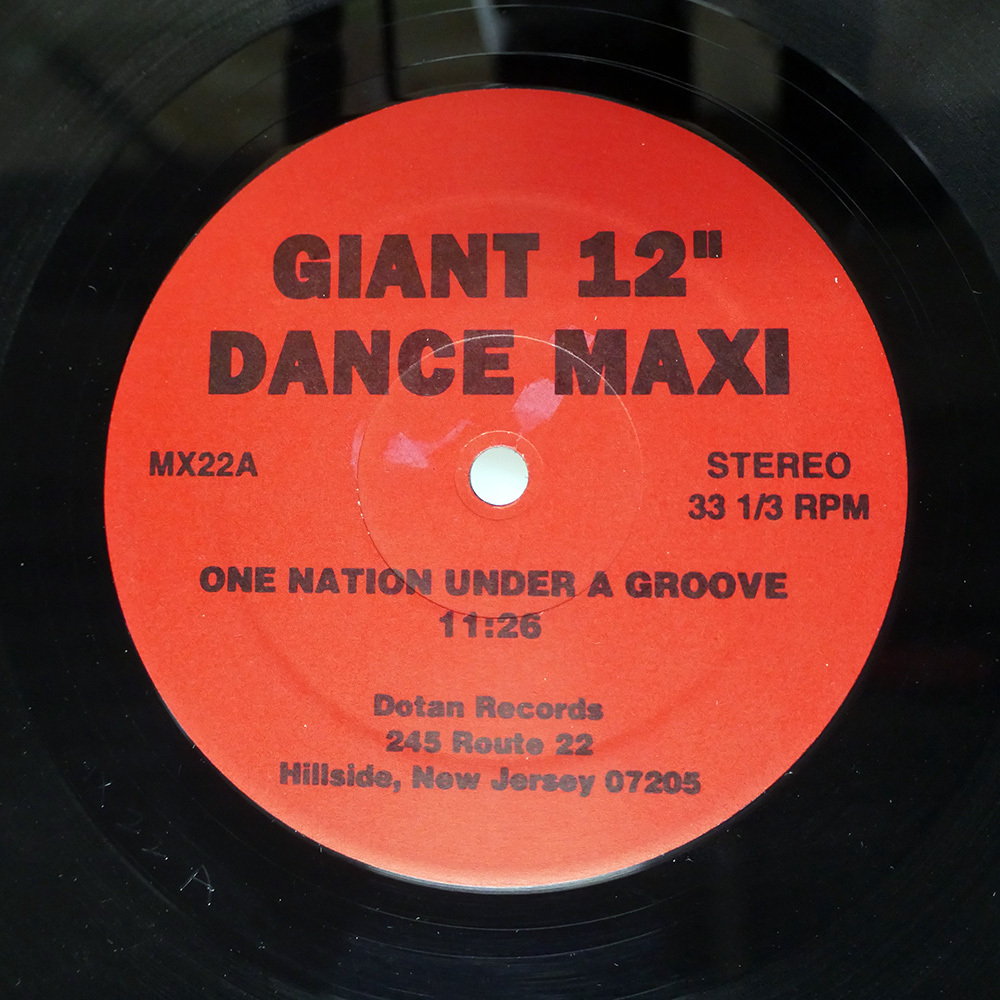 GIANT 12"
DANCE MAXI
MX22A
STEREO
33 1/3 RPM
ONE NATION UNDER A GROOVE
11:26
Dotan Records
245 Route 22
Hillside, New Jersey 07205